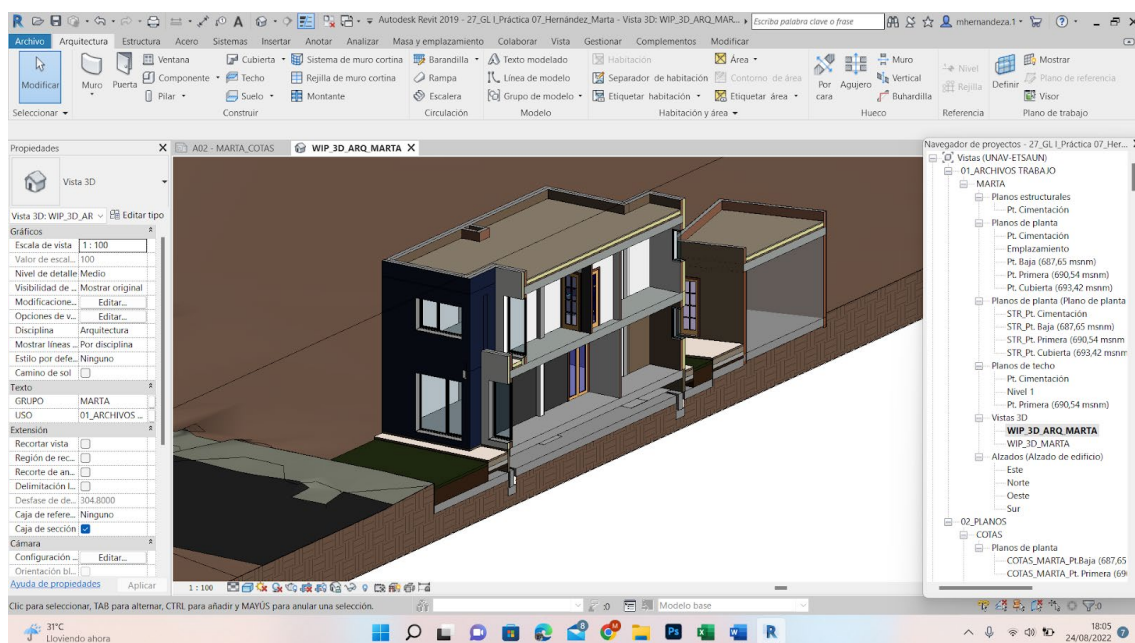 Autodesk Revit 2019 - 27_GL I_Práctica 07_Hernández_Marta - Vista 3D: WIP_3D_ARQ_MAR... Escriba palabra clave o frase mhernandeza.1
Archivo Arquitectura Estructura Acero Sistemas Insertar Anotar Analizar Masa y emplazamiento Colaborar Vista Gestionar Complementos Modificar
Modificar
Muro
Puerta
Ventana
Componente
Pilar
Cubierta
Techo
Suelo
Sistema de muro cortina
Rejilla de muro cortina
Montante
Barandilla
Rampa
Escalera
Texto modelado
Línea de modelo
Grupo de modelo
Habitación
Separador de habitación
Etiquetar habitación
Área
Contorno de área
Etiquetar área
Por cara
Agujero
Muro
Vertical
Buhardilla
Nivel
Rejilla
Definir
Mostrar
Plano de referencia
Visor
Seleccionar Construir Circulación Modelo Habitación y área Hueco Referencia Plano de trabajo
Propiedades
Vista 3D
Vista 3D: WIP_3D_AR Editar tipo
Gráficos
Escala de vista 1 : 100
Valor de escal... 100
Nivel de detalle Medio
Visibilidad de ... Mostrar original
Modificacione... Editar...
Opciones de v... Editar...
Disciplina Arquitectura
Mostrar líneas ... Por disciplina
Estilo por defe... Ninguno
Camino de sol
Texto
GRUPO MARTA
USO 01_ARCHIVOS ...
Extensión
Recortar vista
Región de rec...
Recorte de an...
Delimitación l...
Desfase de de... 304.8000
Caja de refere... Ninguno
Caja de sección
Cámara
Configuración ... Editar...
Orientación bl...
Ayuda de propiedades Aplicar
A02 - MARTA_COTAS WIP_3D_ARQ_MARTA
1 : 100
Navegador de proyectos - 27_GL I_Práctica 07_Her...
Vistas (UNAV-ETSAUN)
01_ARCHIVOS TRABAJO
MARTA
Planos estructurales
Pt. Cimentación
Planos de planta
Pt. Cimentación
Emplazamiento
Pt. Baja (687,65 msnm)
Pt. Primera (690,54 msnm)
Pt. Cubierta (693,42 msnm)
Planos de planta (Plano de planta
STR_Pt. Cimentación
STR_Pt. Baja (687,65 msnm)
STR_Pt. Primera (690,54 msnm
STR_Pt. Cubierta (693,42 msnm
Planos de techo
Pt. Cimentación
Nivel 1
Pt. Primera (690,54 msnm)
Vistas 3D
WIP_3D_ARQ_MARTA
WIP_3D_MARTA
Alzados (Alzado de edificio)
Este
Norte
Oeste
Sur
02_PLANOS
COTAS
Planos de planta
COTAS_MARTA_Pt.Baja (687,65
COTAS_MARTA_Pt. Primera (69
Clic para seleccionar, TAB para alternar, CTRL para añadir y MAYÚS para anular una selección. :0 Modelo base :0
31°C
Lloviendo ahora
18:05
24/08/2022